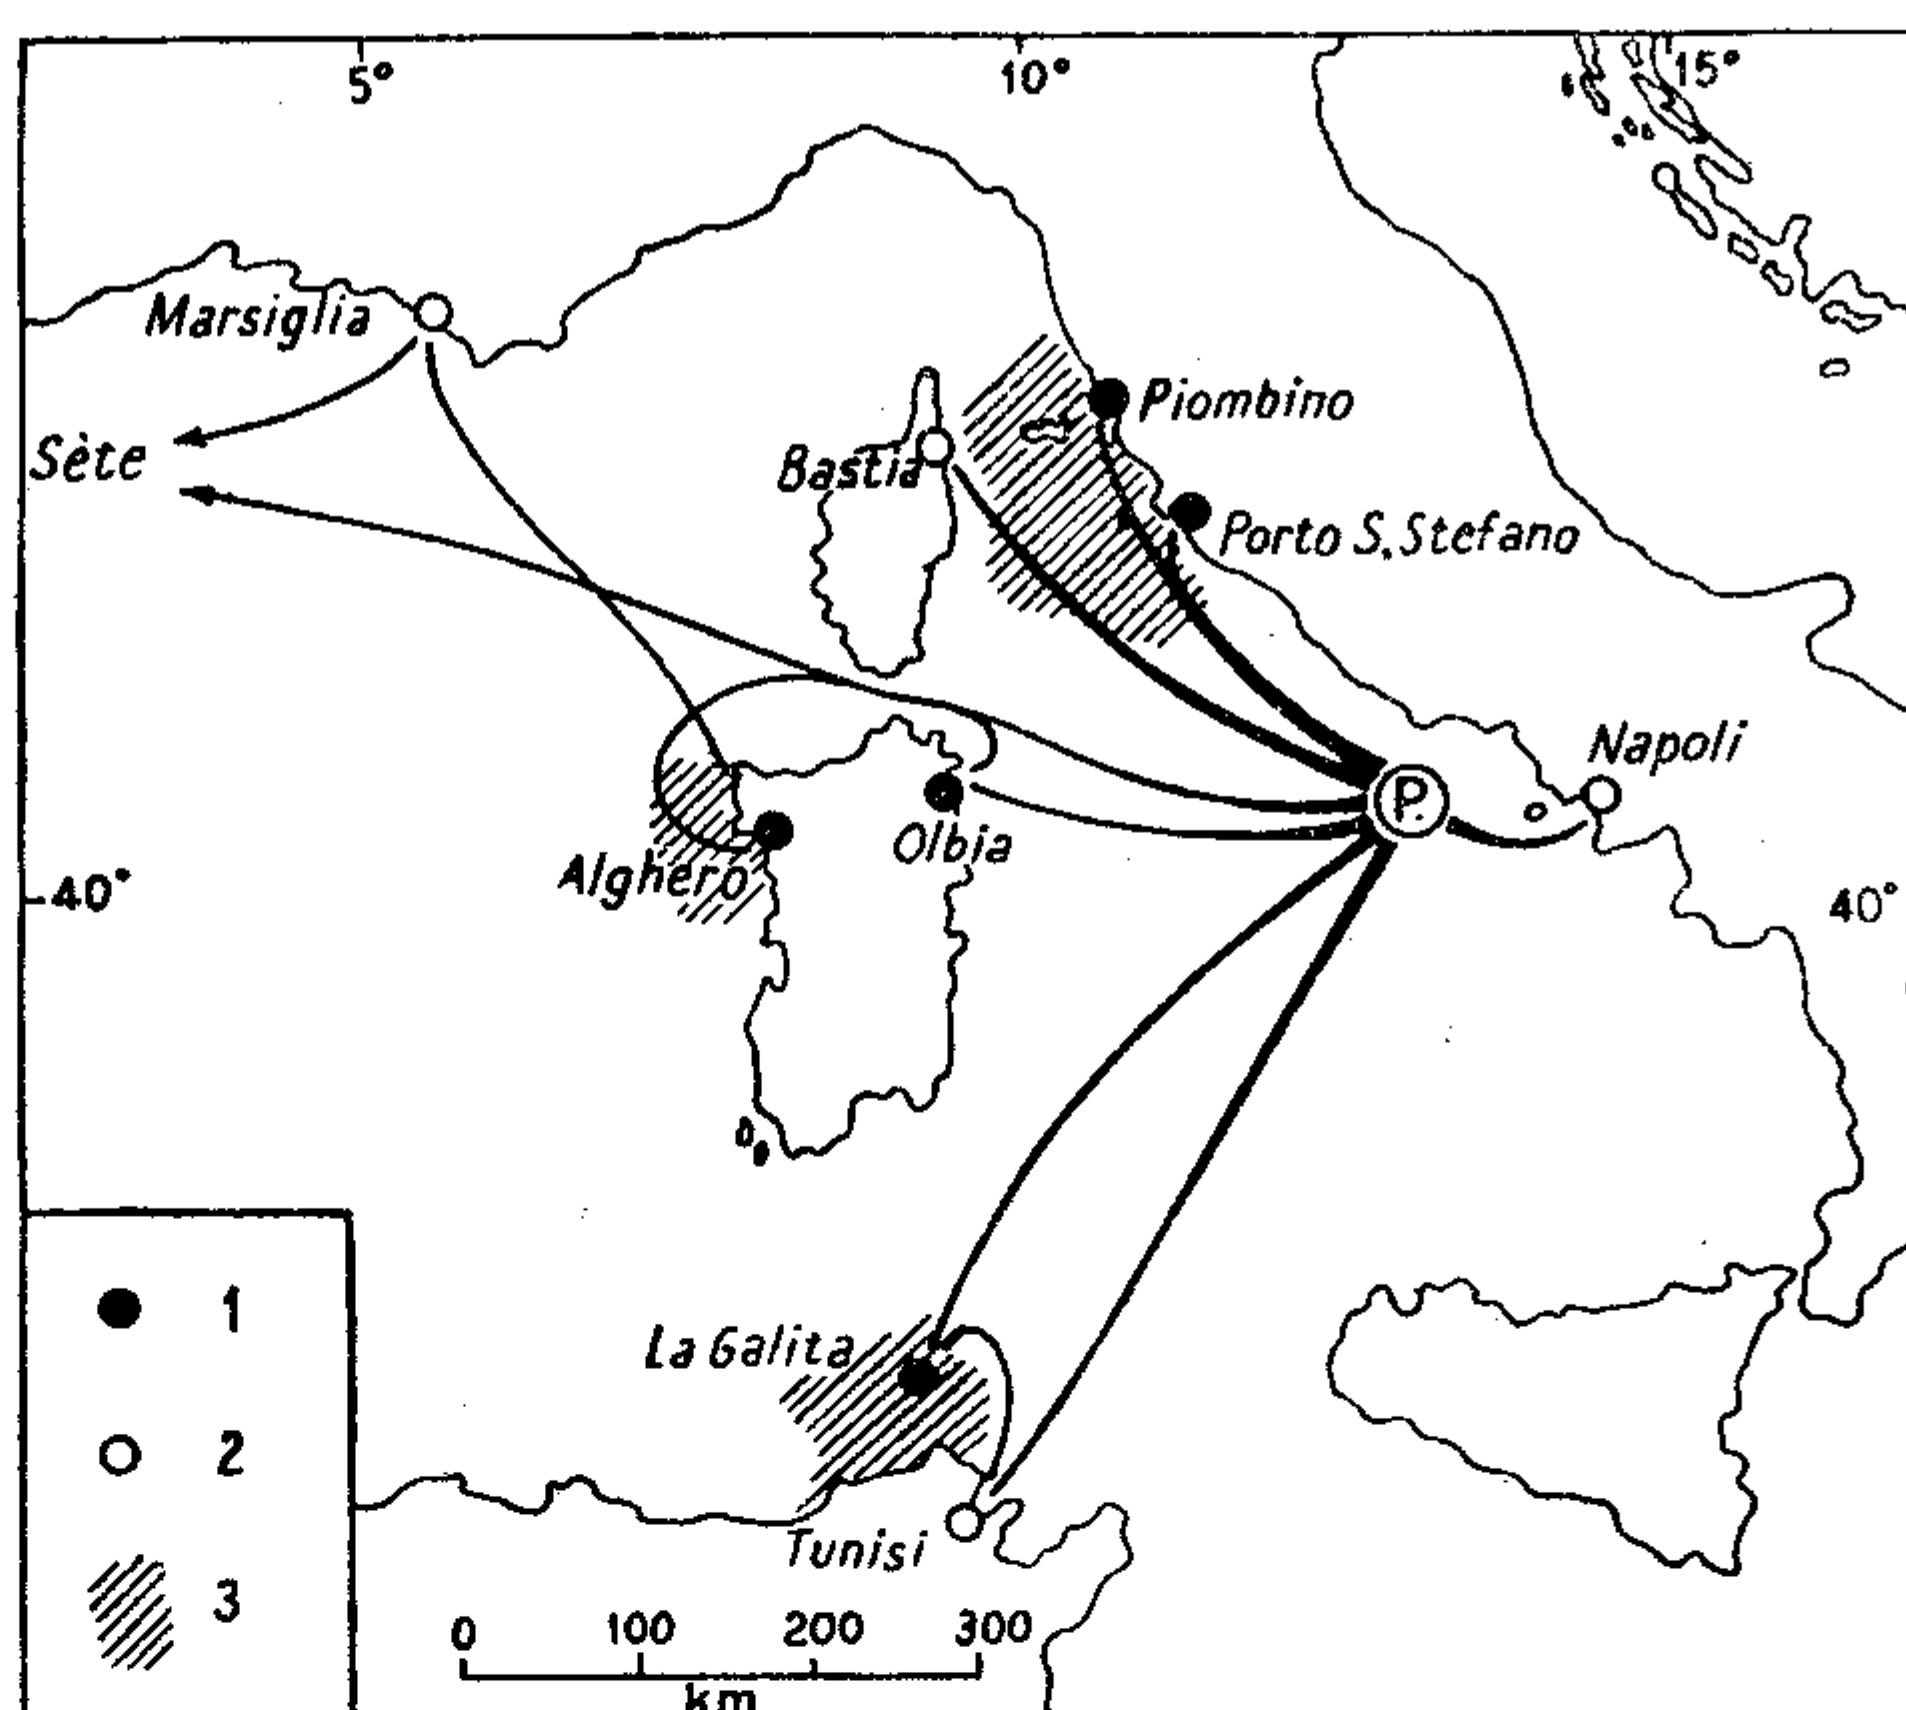 5°
10°
15°
Marsiglia
Piombino
Sète
Bastia
Porto S. Stefano
Napoli
P.
Olbia
Alghero
40°
40°
La Galita
1
2
Tunisi
3
0 100 200 300
km